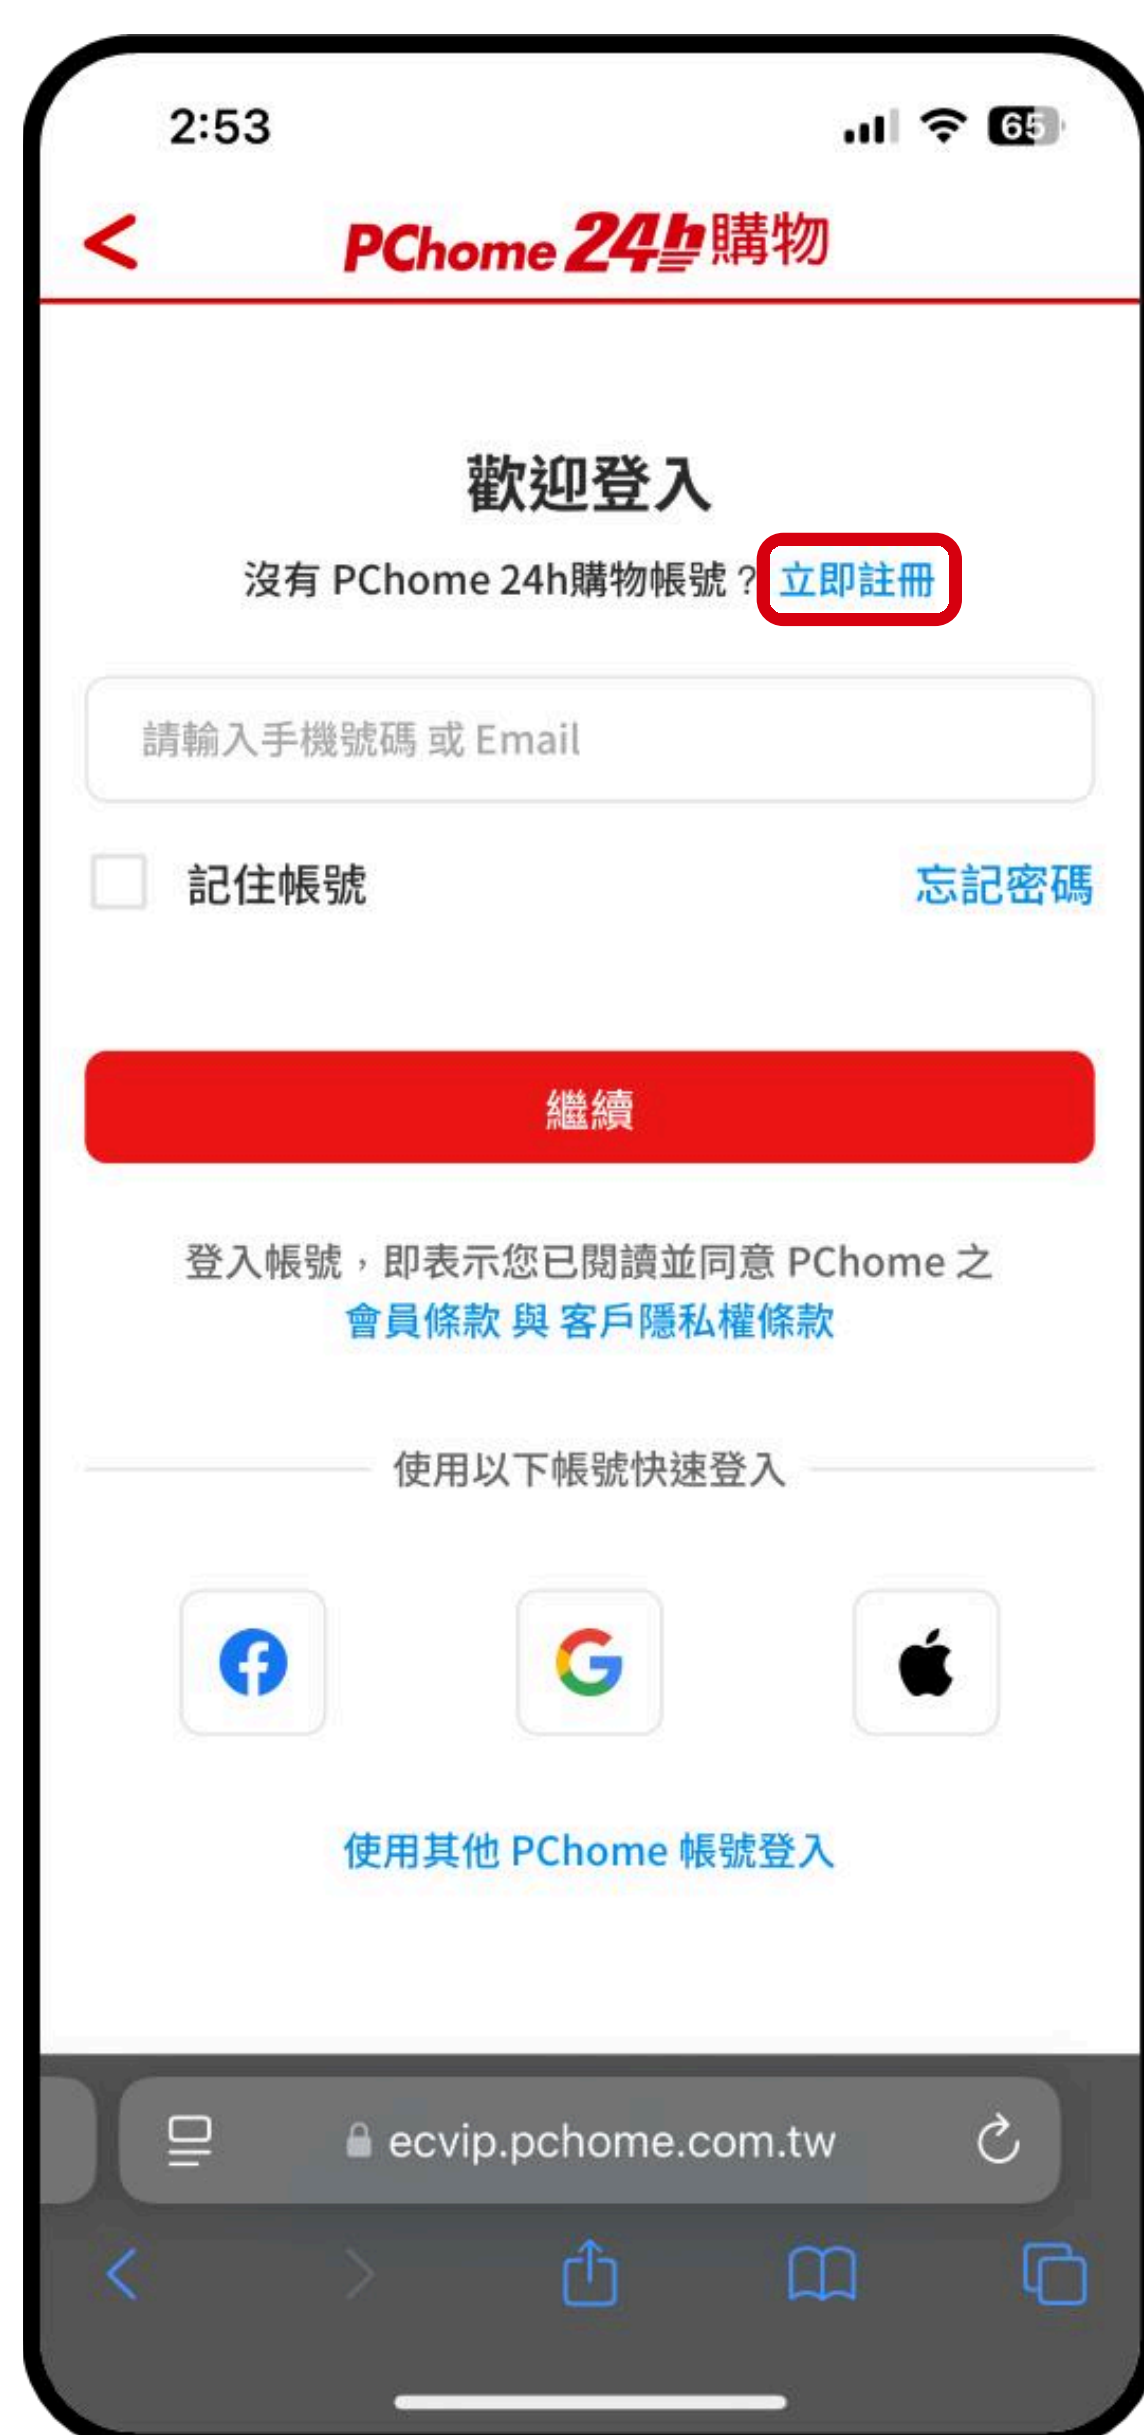 2:53
65
PChome 24h購物
歡迎登入
沒有 PChome 24h購物帳號？ 立即註冊
請輸入手機號碼 或 Email
記住帳號
忘記密碼
繼續
登入帳號，即表示您已閱讀並同意 PChome 之
會員條款 與 客戶隱私權條款
使用以下帳號快速登入
使用其他 PChome 帳號登入
ecvip.pchome.com.tw